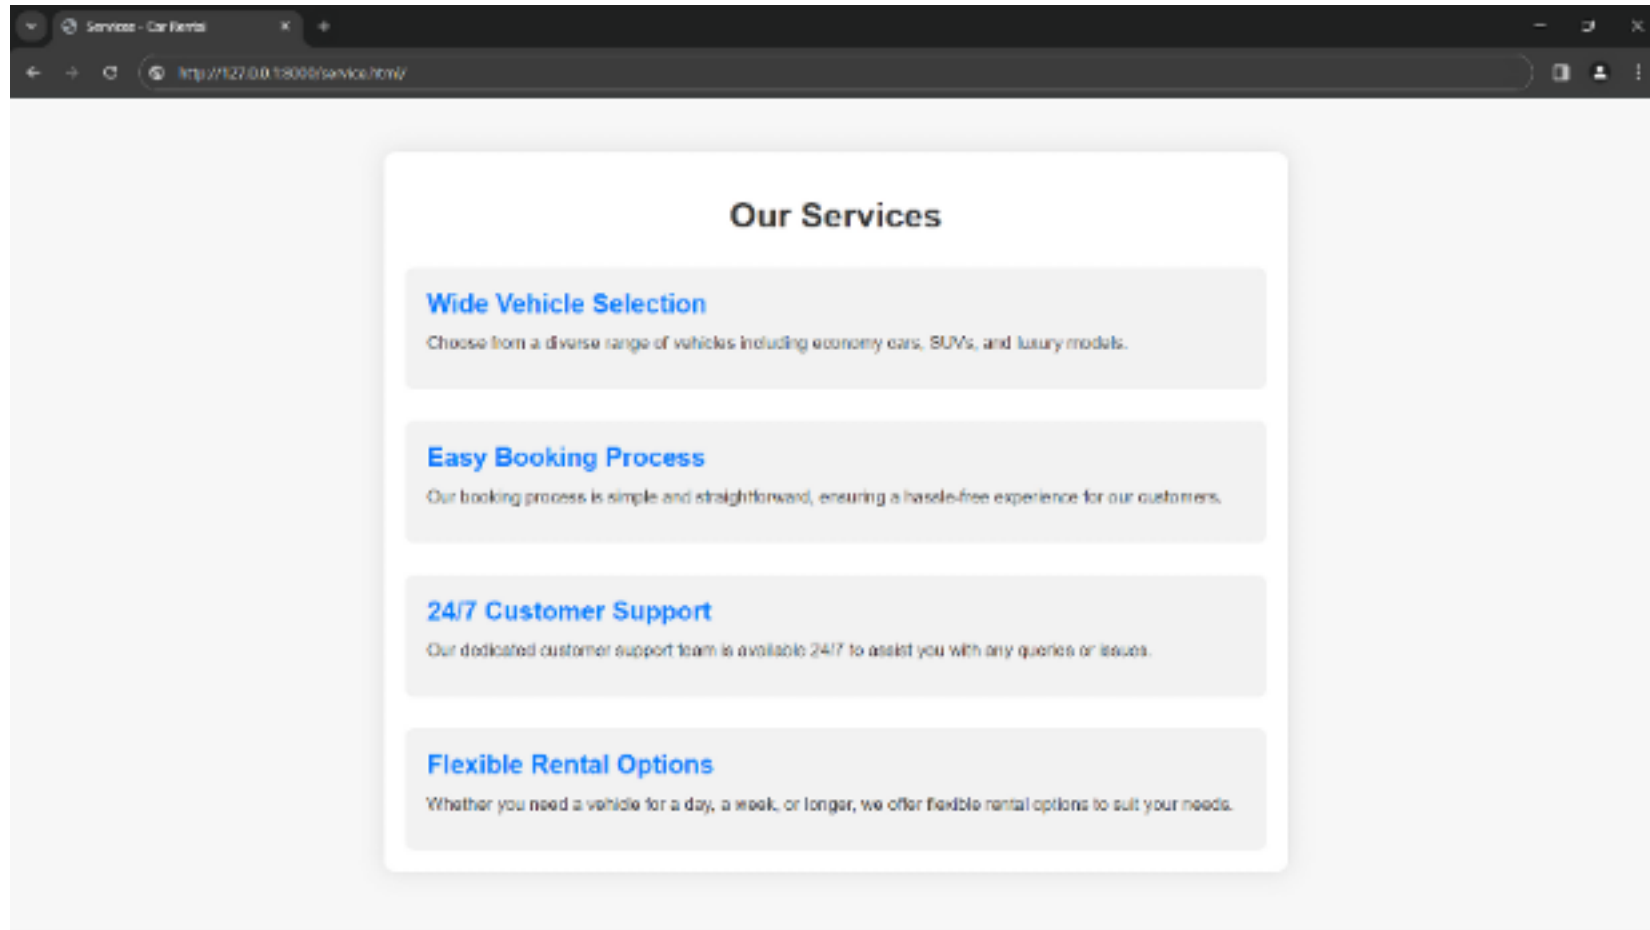 Services - Car Rental
http://127.0.0.1:8000/service.html/
Our Services
Wide Vehicle Selection
Choose from a diverse range of vehicles including economy cars, SUVs, and luxury models.
Easy Booking Process
Our booking process is simple and straightforward, ensuring a hassle-free experience for our customers.
24/7 Customer Support
Our dedicated customer support team is available 24/7 to assist you with any queries or issues.
Flexible Rental Options
Whether you need a vehicle for a day, a week, or longer, we offer flexible rental options to suit your needs.